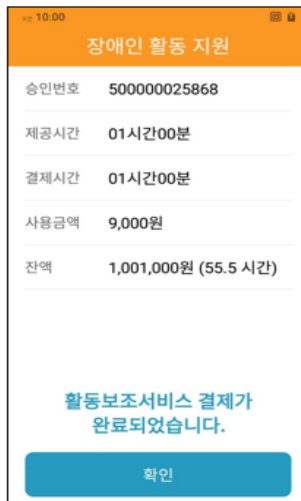 오전 10:00
장애인 활동 지원
승인번호 500000025868
제공시간 01시간00분
결제시간 01시간00분
사용금액 9,000원
잔액 1,001,000원 (55.5 시간)
활동보조서비스 결제가
완료되었습니다.
확인